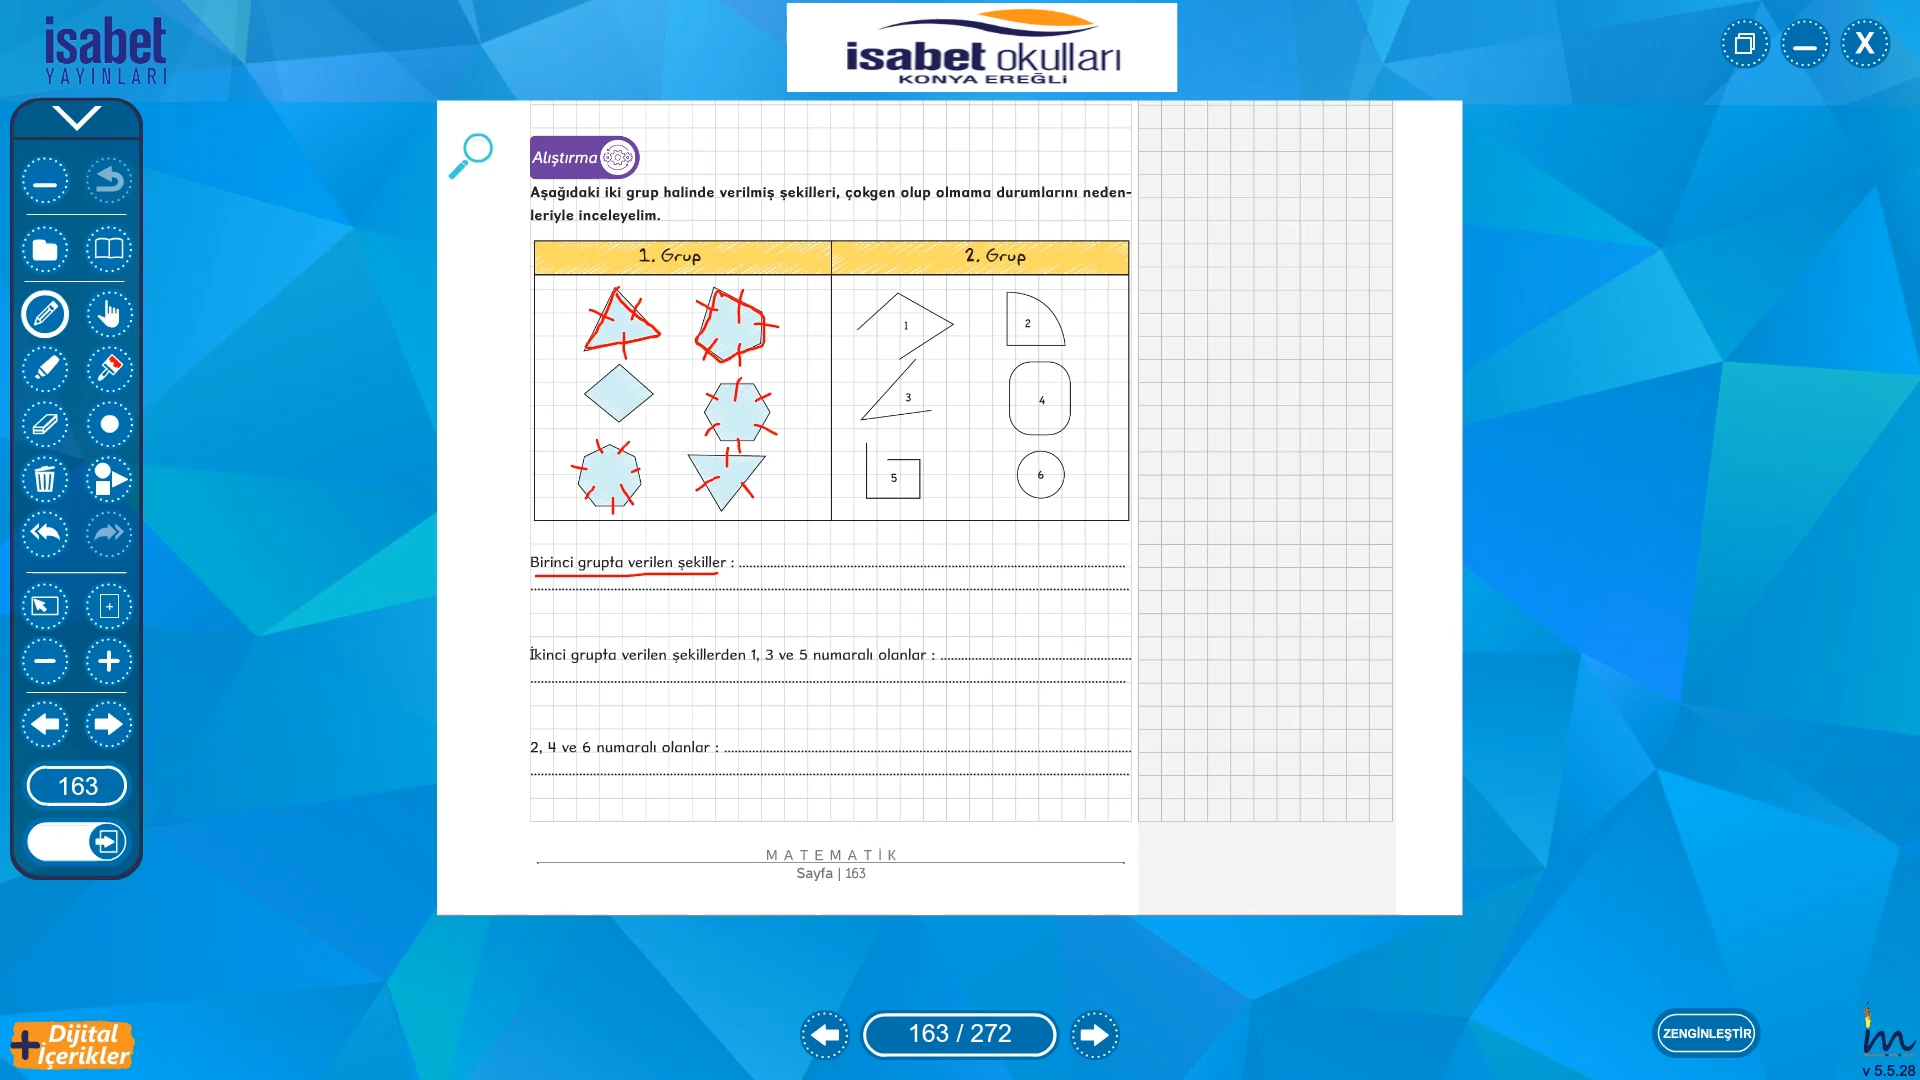 isabet
YAYINLARI
isabet okulları
KONYA EREĞLİ
X
Alıştırma
Aşağıdaki iki grup halinde verilmiş şekilleri, çokgen olup olmama durumlarını neden-
leriyle inceleyelim.
1. Grup 2. Grup
1 2
3 4
5 6
Birinci grupta verilen şekiller : ....................
İkinci grupta verilen şekillerden 1, 3 ve 5 numaralı olanlar : ....................
2, 4 ve 6 numaralı olanlar : ....................
MATEMATİK
Sayfa | 163
163
163 / 272
+ Dijital
İçerikler
ZENGİNLEŞTİR
v 5.5.28